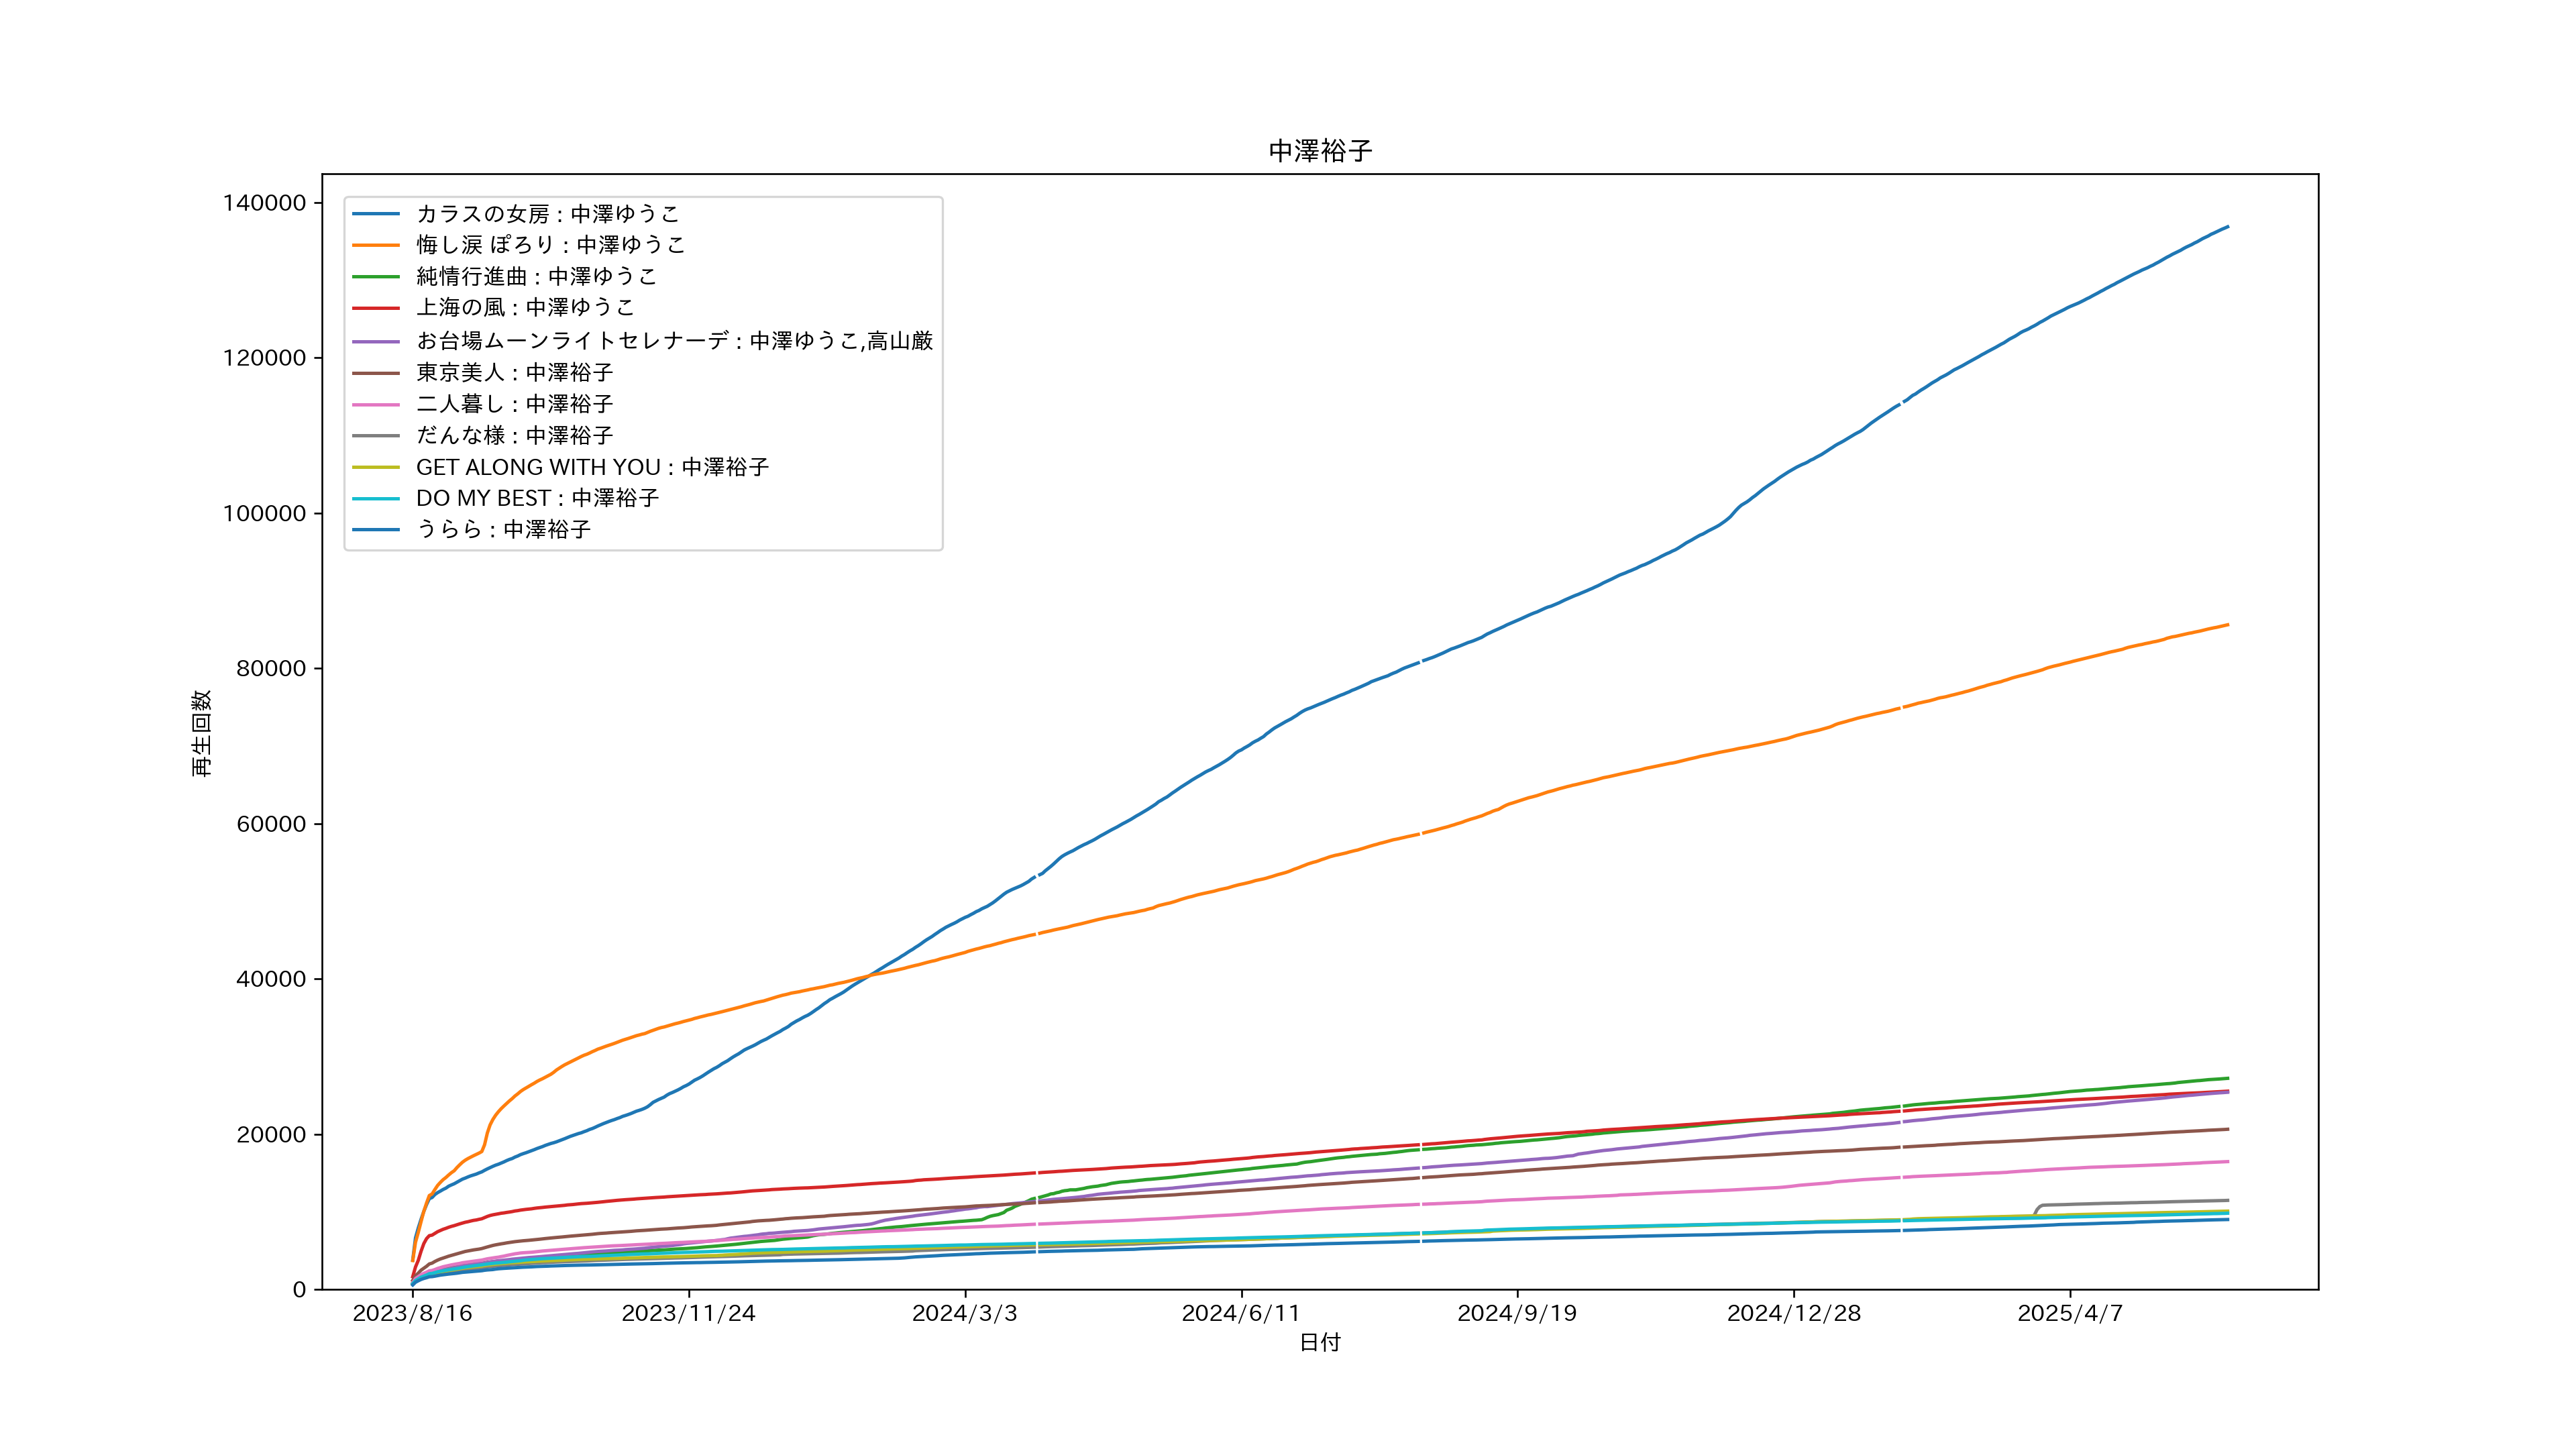 中澤裕子
140000
120000
100000
80000
60000
40000
20000
0
再生回数
カラスの女房 : 中澤ゆうこ
悔し涙 ぽろり : 中澤ゆうこ
純情行進曲 : 中澤ゆうこ
上海の風 : 中澤ゆうこ
お台場ムーンライトセレナーデ : 中澤ゆうこ,高山厳
東京美人 : 中澤裕子
二人暮し : 中澤裕子
だんな様 : 中澤裕子
GET ALONG WITH YOU : 中澤裕子
DO MY BEST : 中澤裕子
うらら : 中澤裕子
2023/8/16
2023/11/24
2024/3/3
2024/6/11
2024/9/19
2024/12/28
2025/4/7
日付